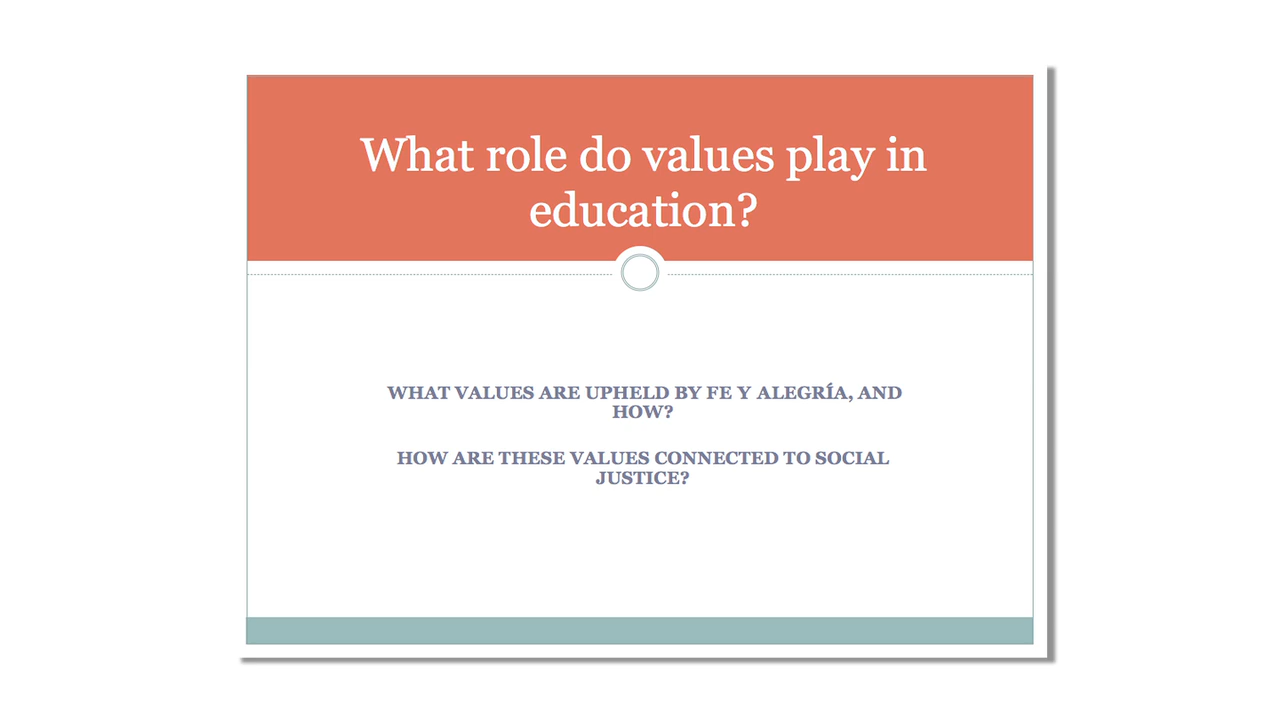 What role do values play in
education?
WHAT VALUES ARE UPHELD BY FE Y ALEGRÍA, AND
HOW?
HOW ARE THESE VALUES CONNECTED TO SOCIAL
JUSTICE?